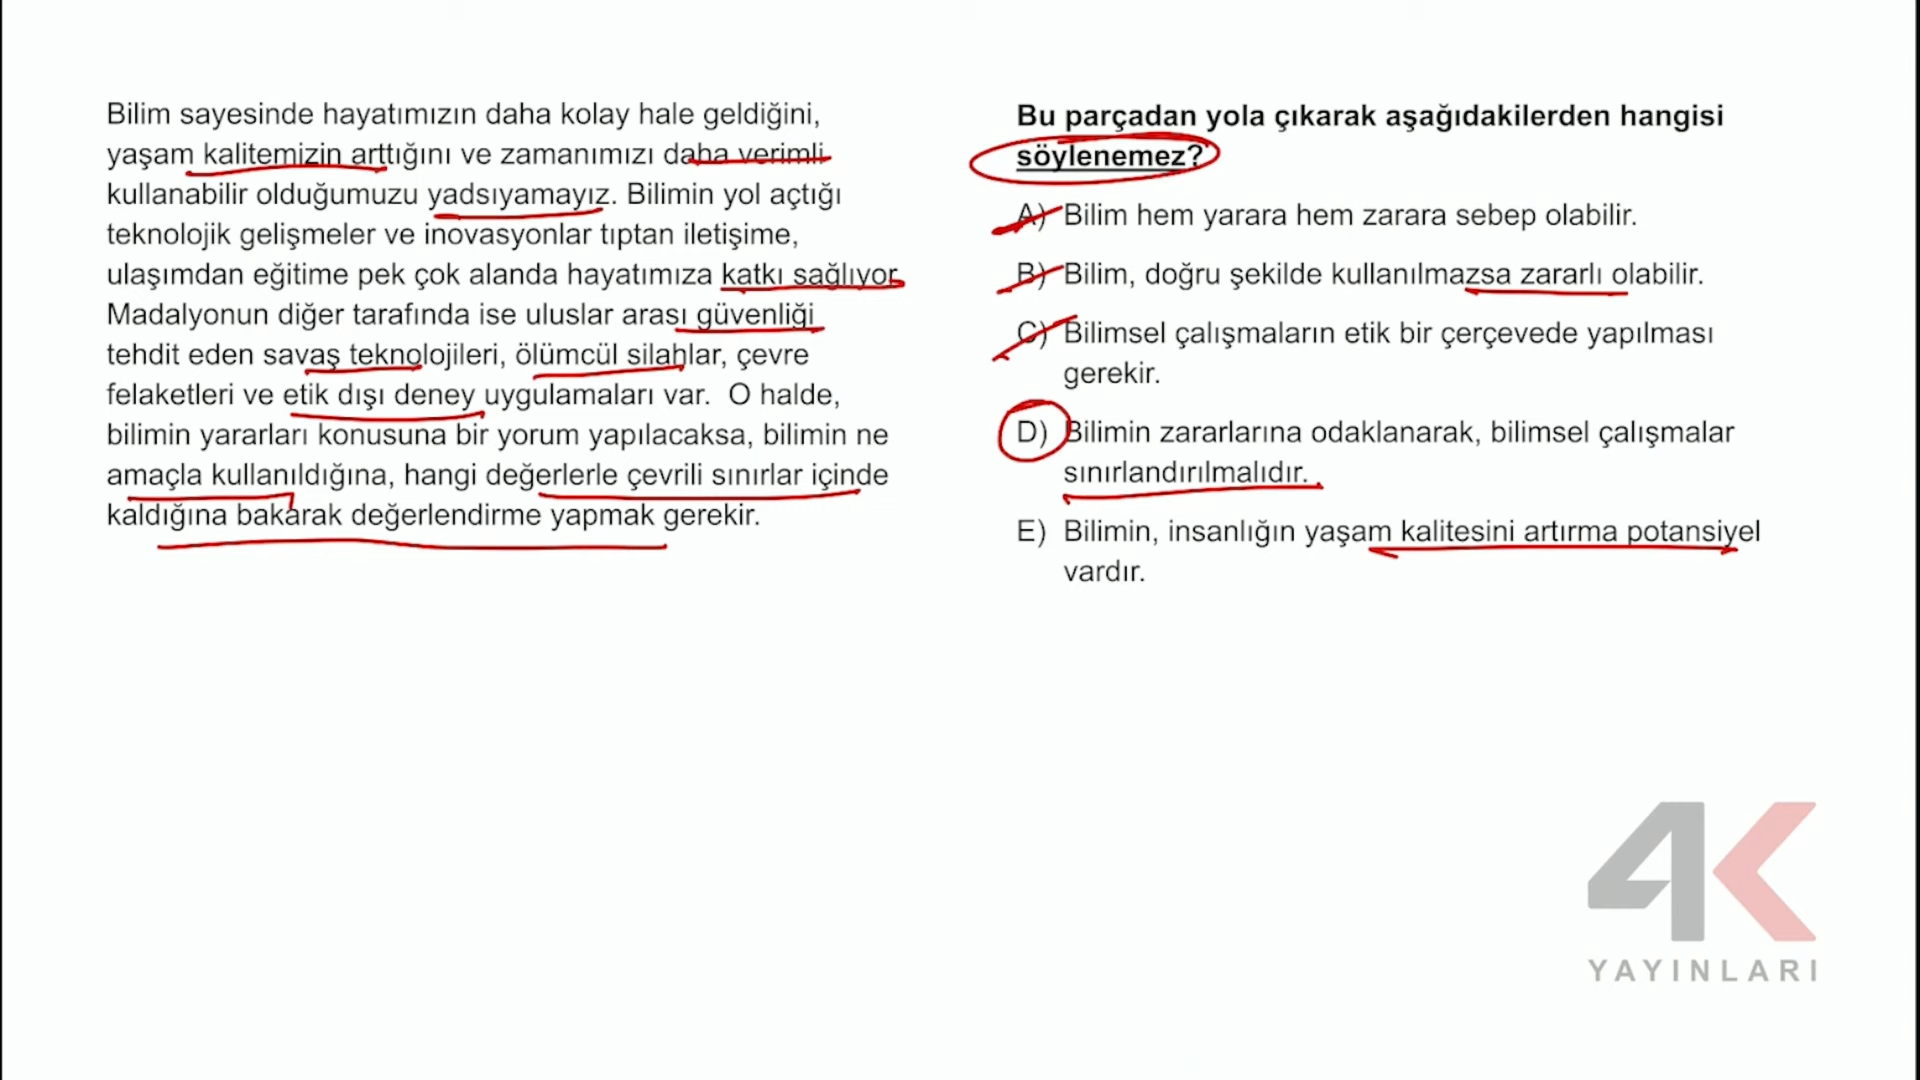 Bilim sayesinde hayatımızın daha kolay hale geldiğini,
yaşam kalitemizin arttığını ve zamanımızı daha verimli
kullanabilir olduğumuzu yadsıyamayız. Bilimin yol açtığı
teknolojik gelişmeler ve inovasyonlar tıptan iletişime,
ulaşımdan eğitime pek çok alanda hayatımıza katkı sağlıyor.
Madalyonun diğer tarafında ise uluslar arası güvenliği
tehdit eden savaş teknolojileri, ölümcül silahlar, çevre
felaketleri ve etik dışı deney uygulamaları var. O halde,
bilimin yararları konusuna bir yorum yapılacaksa, bilimin ne
amaçla kullanıldığına, hangi değerlerle çevrili sınırlar içinde
kaldığına bakarak değerlendirme yapmak gerekir.
Bu parçadan yola çıkarak aşağıdakilerden hangisi
söylenemez?
A) Bilim hem yarara hem zarara sebep olabilir.
B) Bilim, doğru şekilde kullanılmazsa zararlı olabilir.
C) Bilimsel çalışmaların etik bir çerçevede yapılması
gerekir.
D) Bilimin zararlarına odaklanarak, bilimsel çalışmalar
sınırlandırılmalıdır.
E) Bilimin, insanlığın yaşam kalitesini artırma potansiyel
vardır.
4K
YAYINLARI